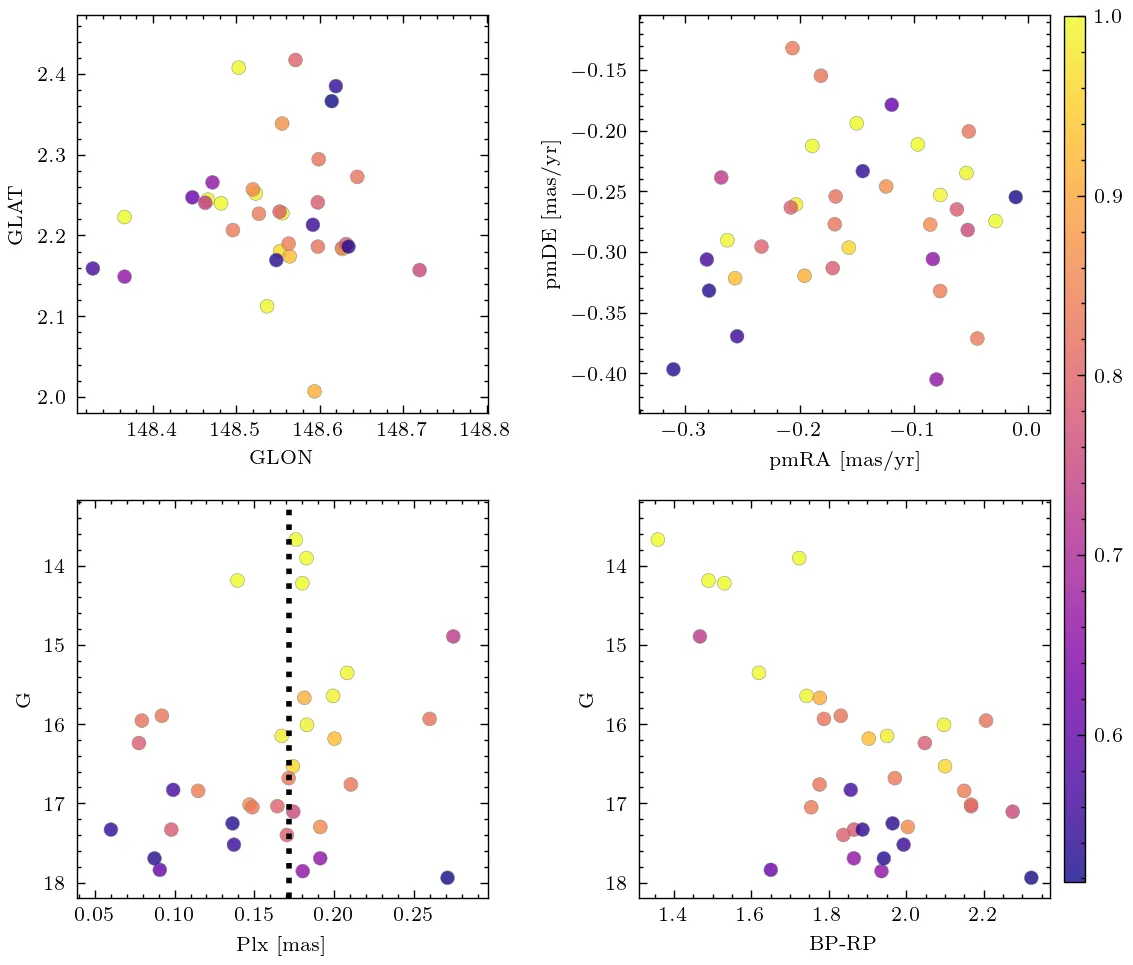 2.4
2.3
2.2
2.1
2.0
GLAT
148.4 148.5 148.6 148.7 148.8
GLON
−0.15
−0.20
−0.25
−0.30
−0.35
−0.40
pmDE [mas/yr]
−0.3 −0.2 −0.1 0.0
pmRA [mas/yr]
1.0
0.9
0.8
0.7
0.6
14
15
16
17
18
G
0.05 0.10 0.15 0.20 0.25
Plx [mas]
14
15
16
17
18
G
1.4 1.6 1.8 2.0 2.2
BP-RP